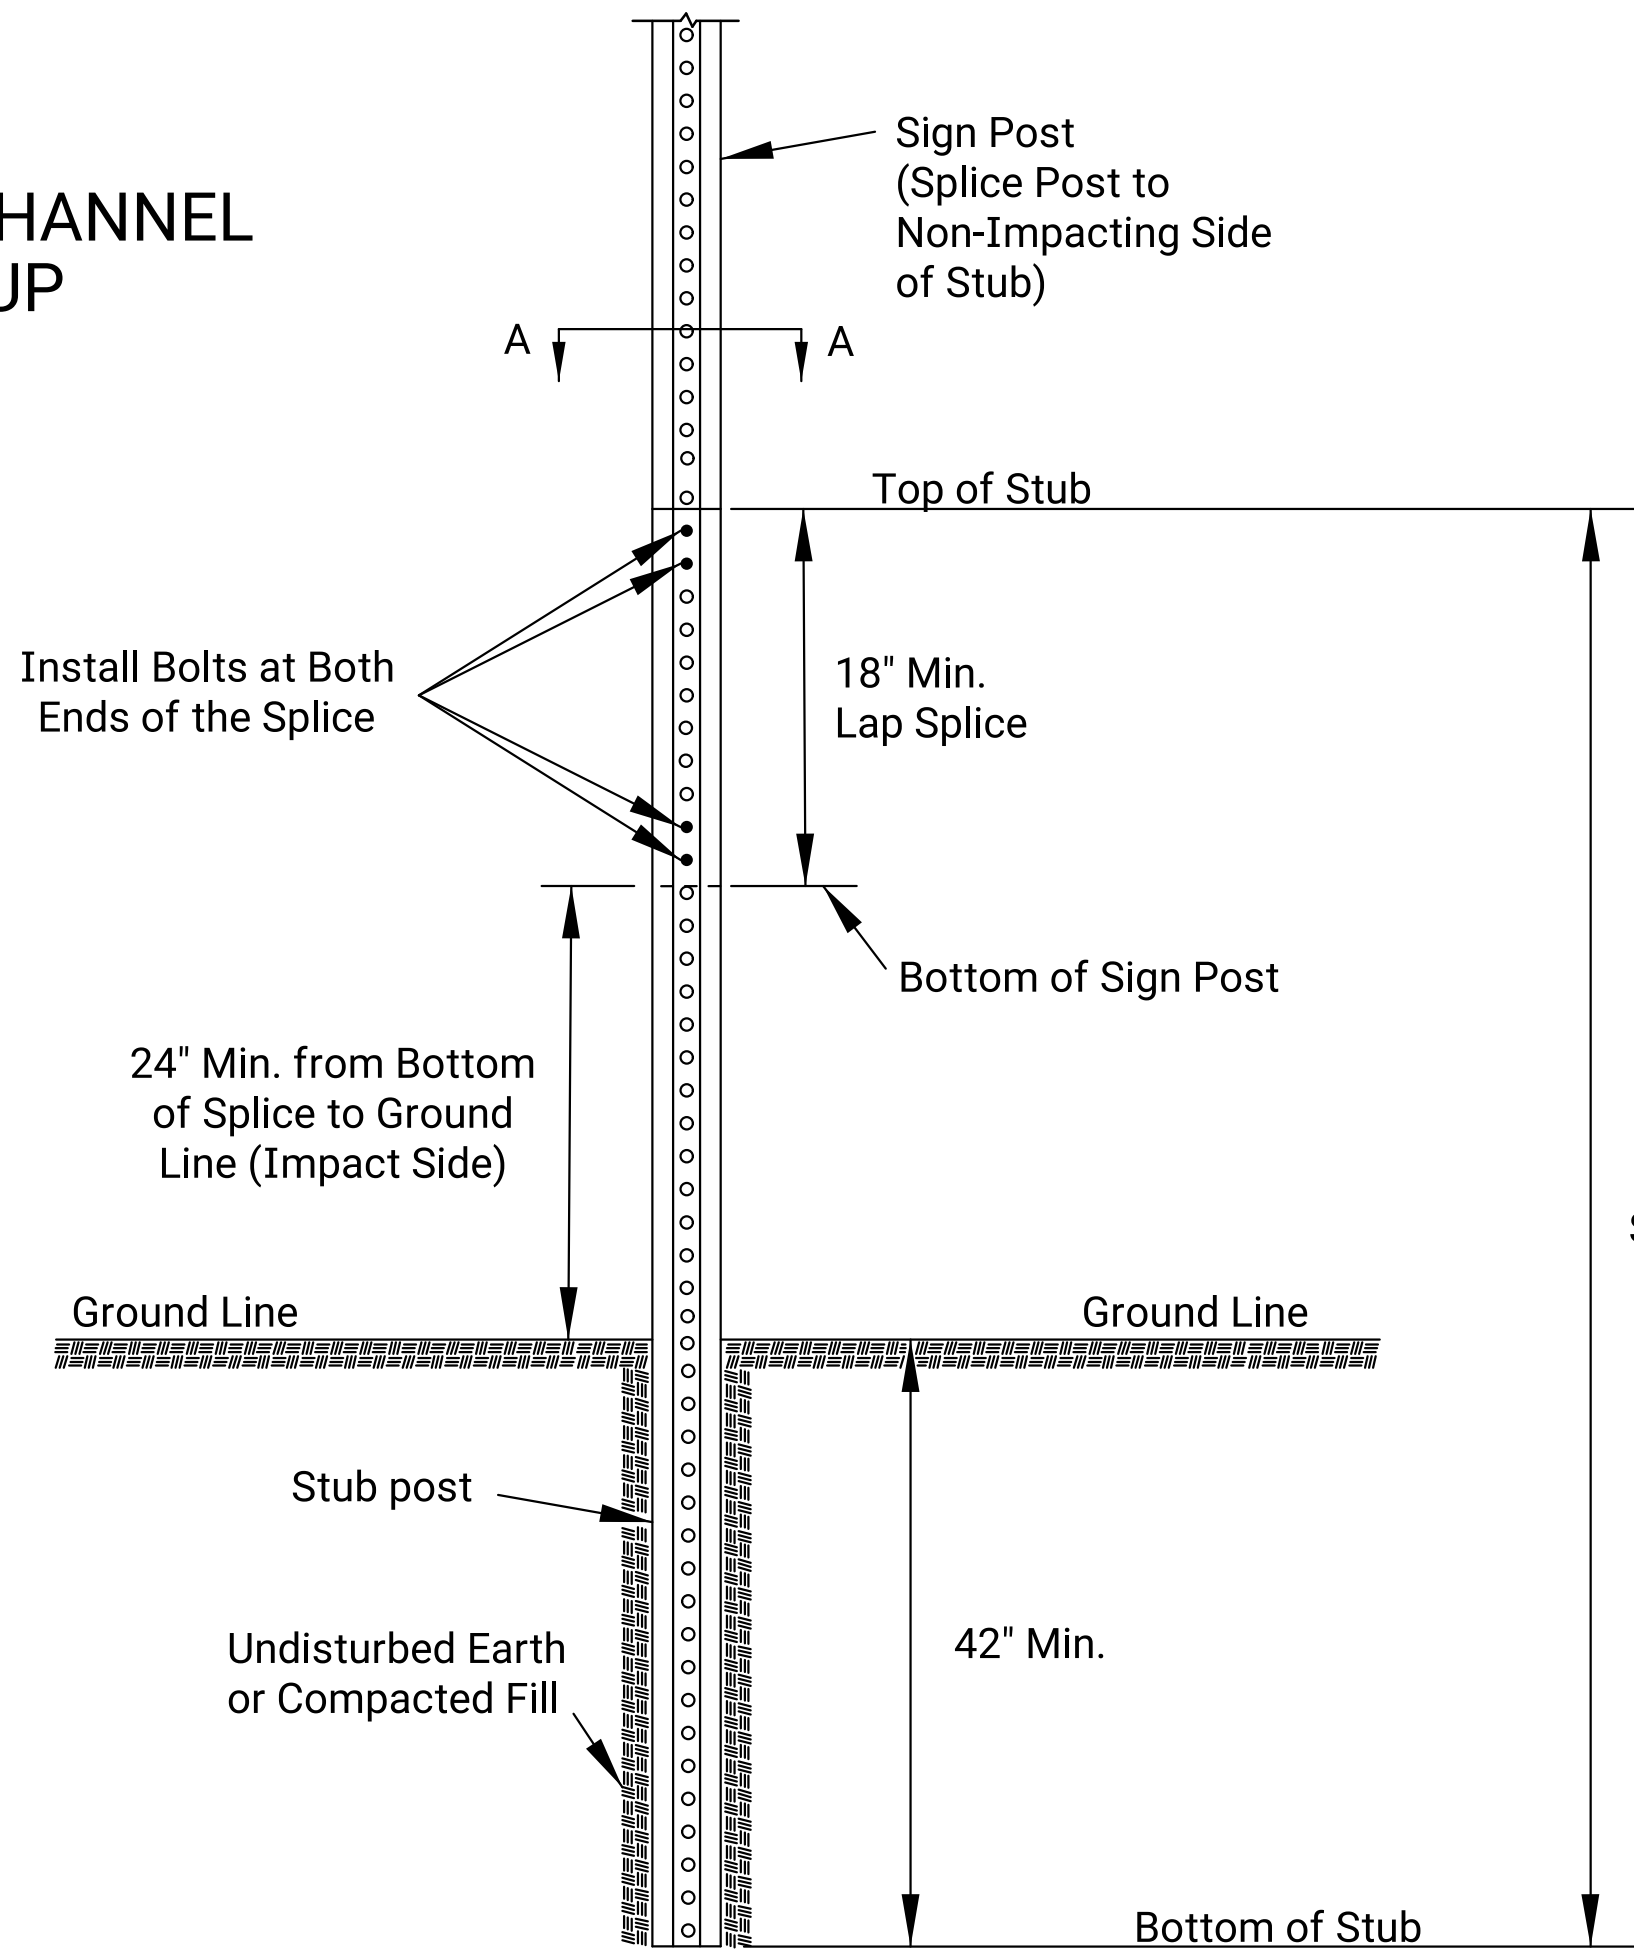 HANNEL
UP
Sign Post
(Splice Post to
Non-Impacting Side
of Stub)
A
A
Top of Stub
Install Bolts at Both
Ends of the Splice
18" Min.
Lap Splice
Bottom of Sign Post
24" Min. from Bottom
of Splice to Ground
Line (Impact Side)
Ground Line
Ground Line
Stub post
Undisturbed Earth
or Compacted Fill
42" Min.
Bottom of Stub